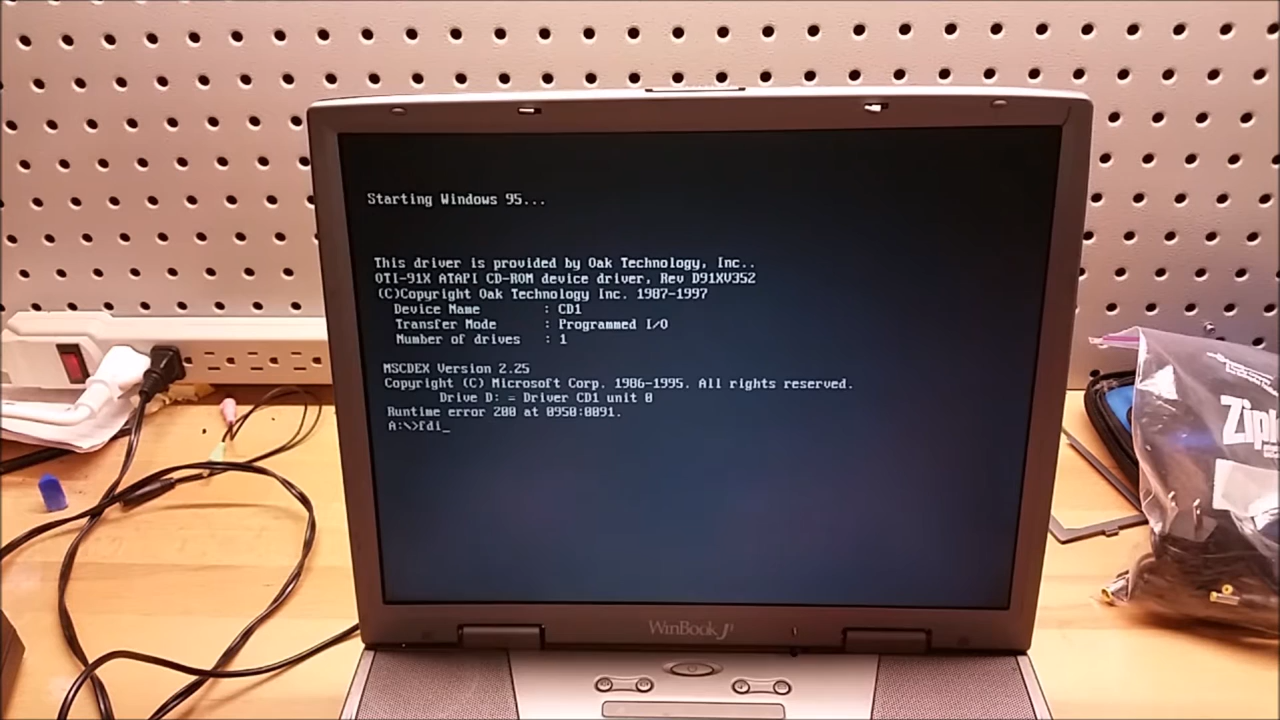 Starting Windows 95...
This driver is provided by Oak Technology, Inc..
OTI-91X ATAPI CD-ROM device driver, Rev D91XV352
(C)Copyright Oak Technology Inc. 1987-1997
Device Name : CD1
Transfer Mode : Programmed I/O
Number of drives : 1
MSCDEX Version 2.25
Copyright (C) Microsoft Corp. 1986-1995. All rights reserved.
Drive D: = Driver CD1 unit 0
Runtime error 200 at 0950:0091.
A:\>fdi_
WinBook J1
Zipl